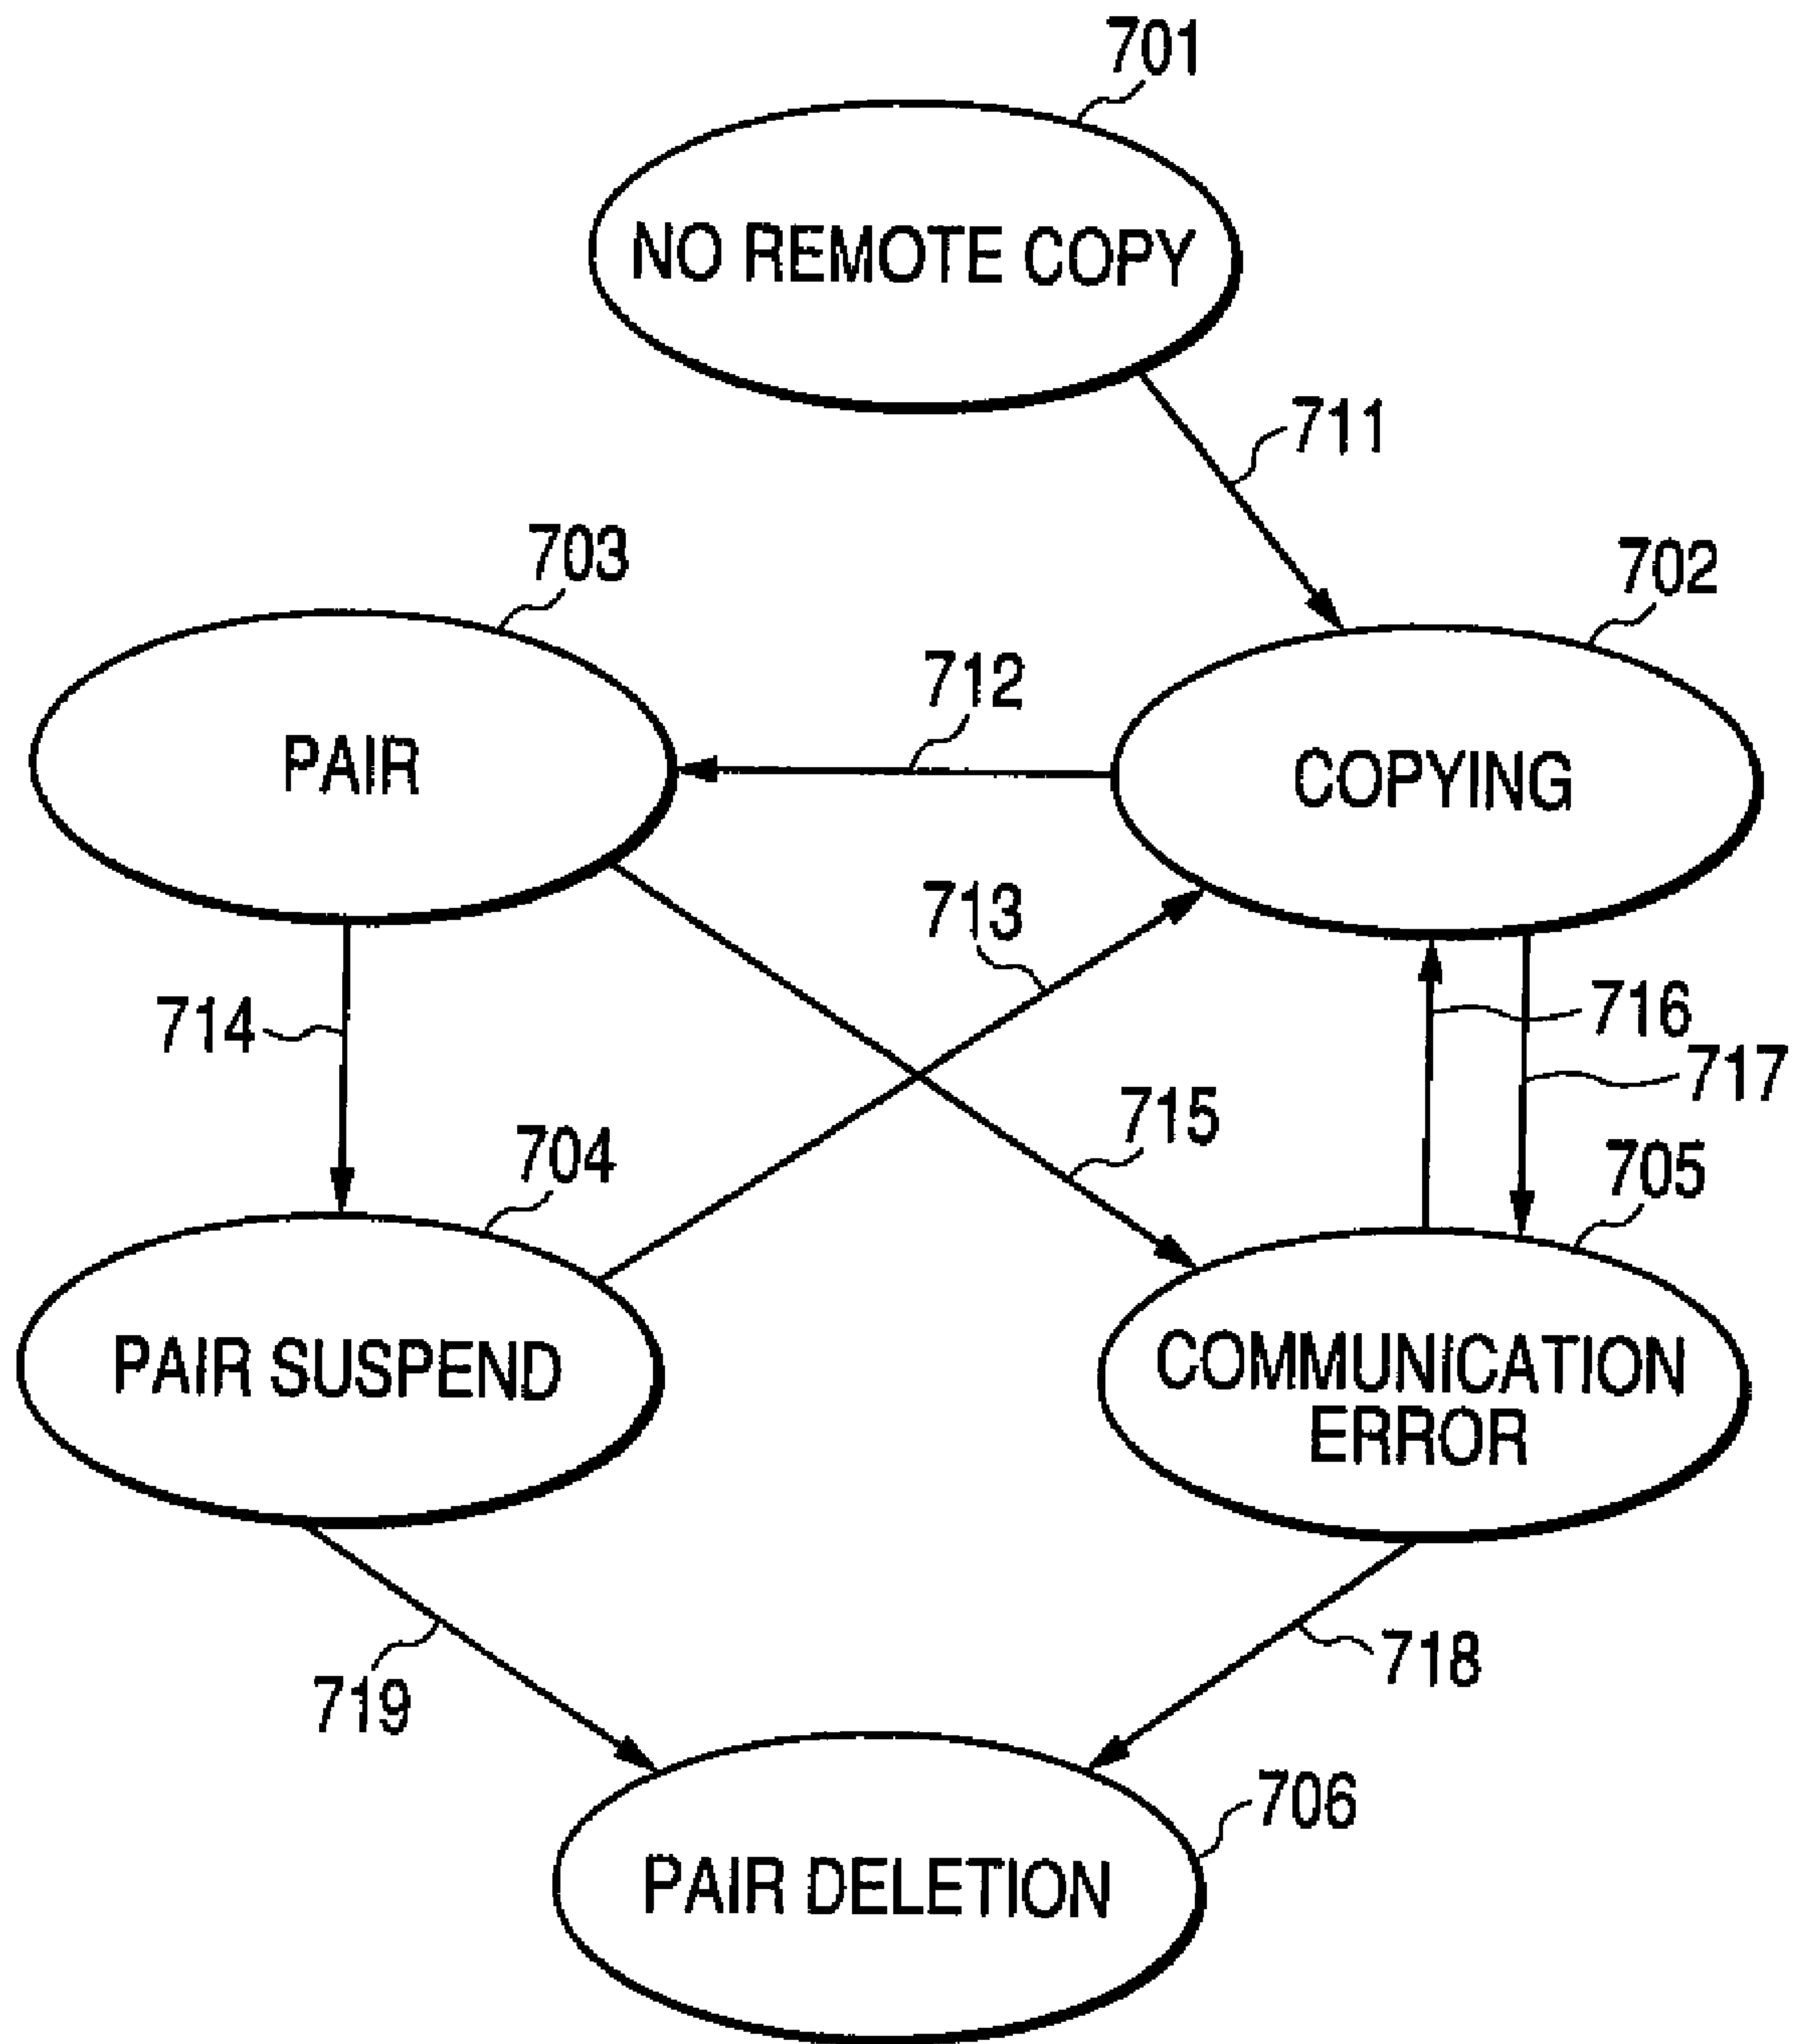 701
NO REMOTE COPY
711
703
702
712
PAIR
COPYING
713
714
716
717
715
704
705
PAIR SUSPEND
COMMUNICATION
ERROR
718
719
706
PAIR DELETION